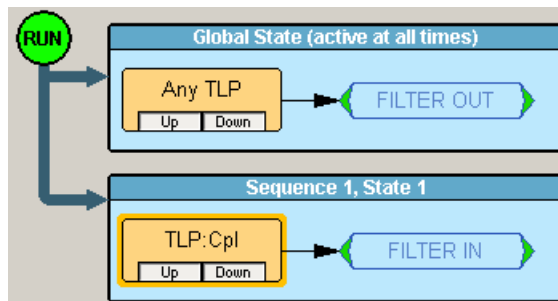 RUN
Global State (active at all times)
Any TLP
Up Down
FILTER OUT
Sequence 1, State 1
TLP:Cpl
Up Down
FILTER IN